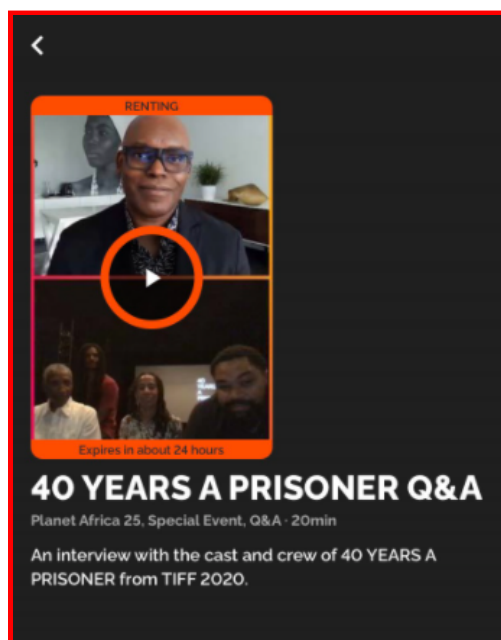 RENTING
Expires in about 24 hours
40 YEARS A PRISONER Q&A
Planet Africa 25, Special Event, Q&A · 20min
An interview with the cast and crew of 40 YEARS A
PRISONER from TIFF 2020.